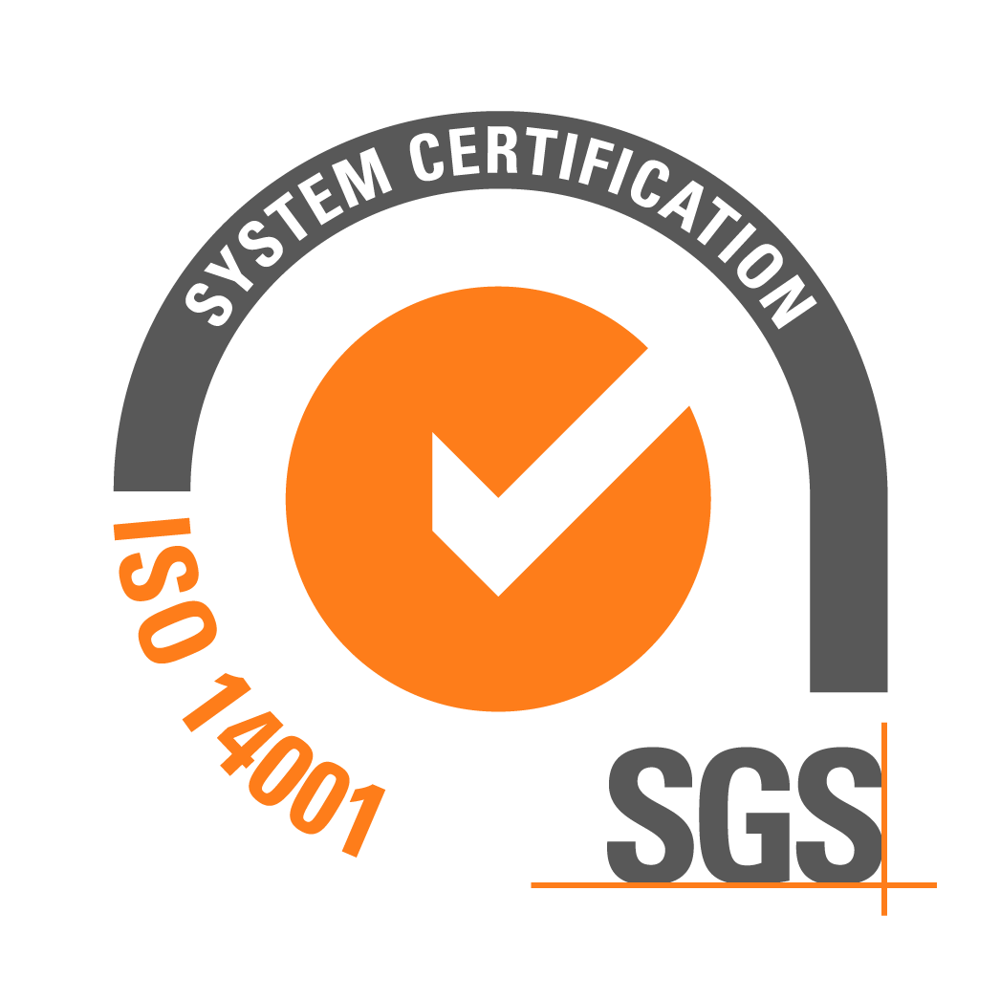 SYSTEM CERTIFICATION
ISO 14001
SGS